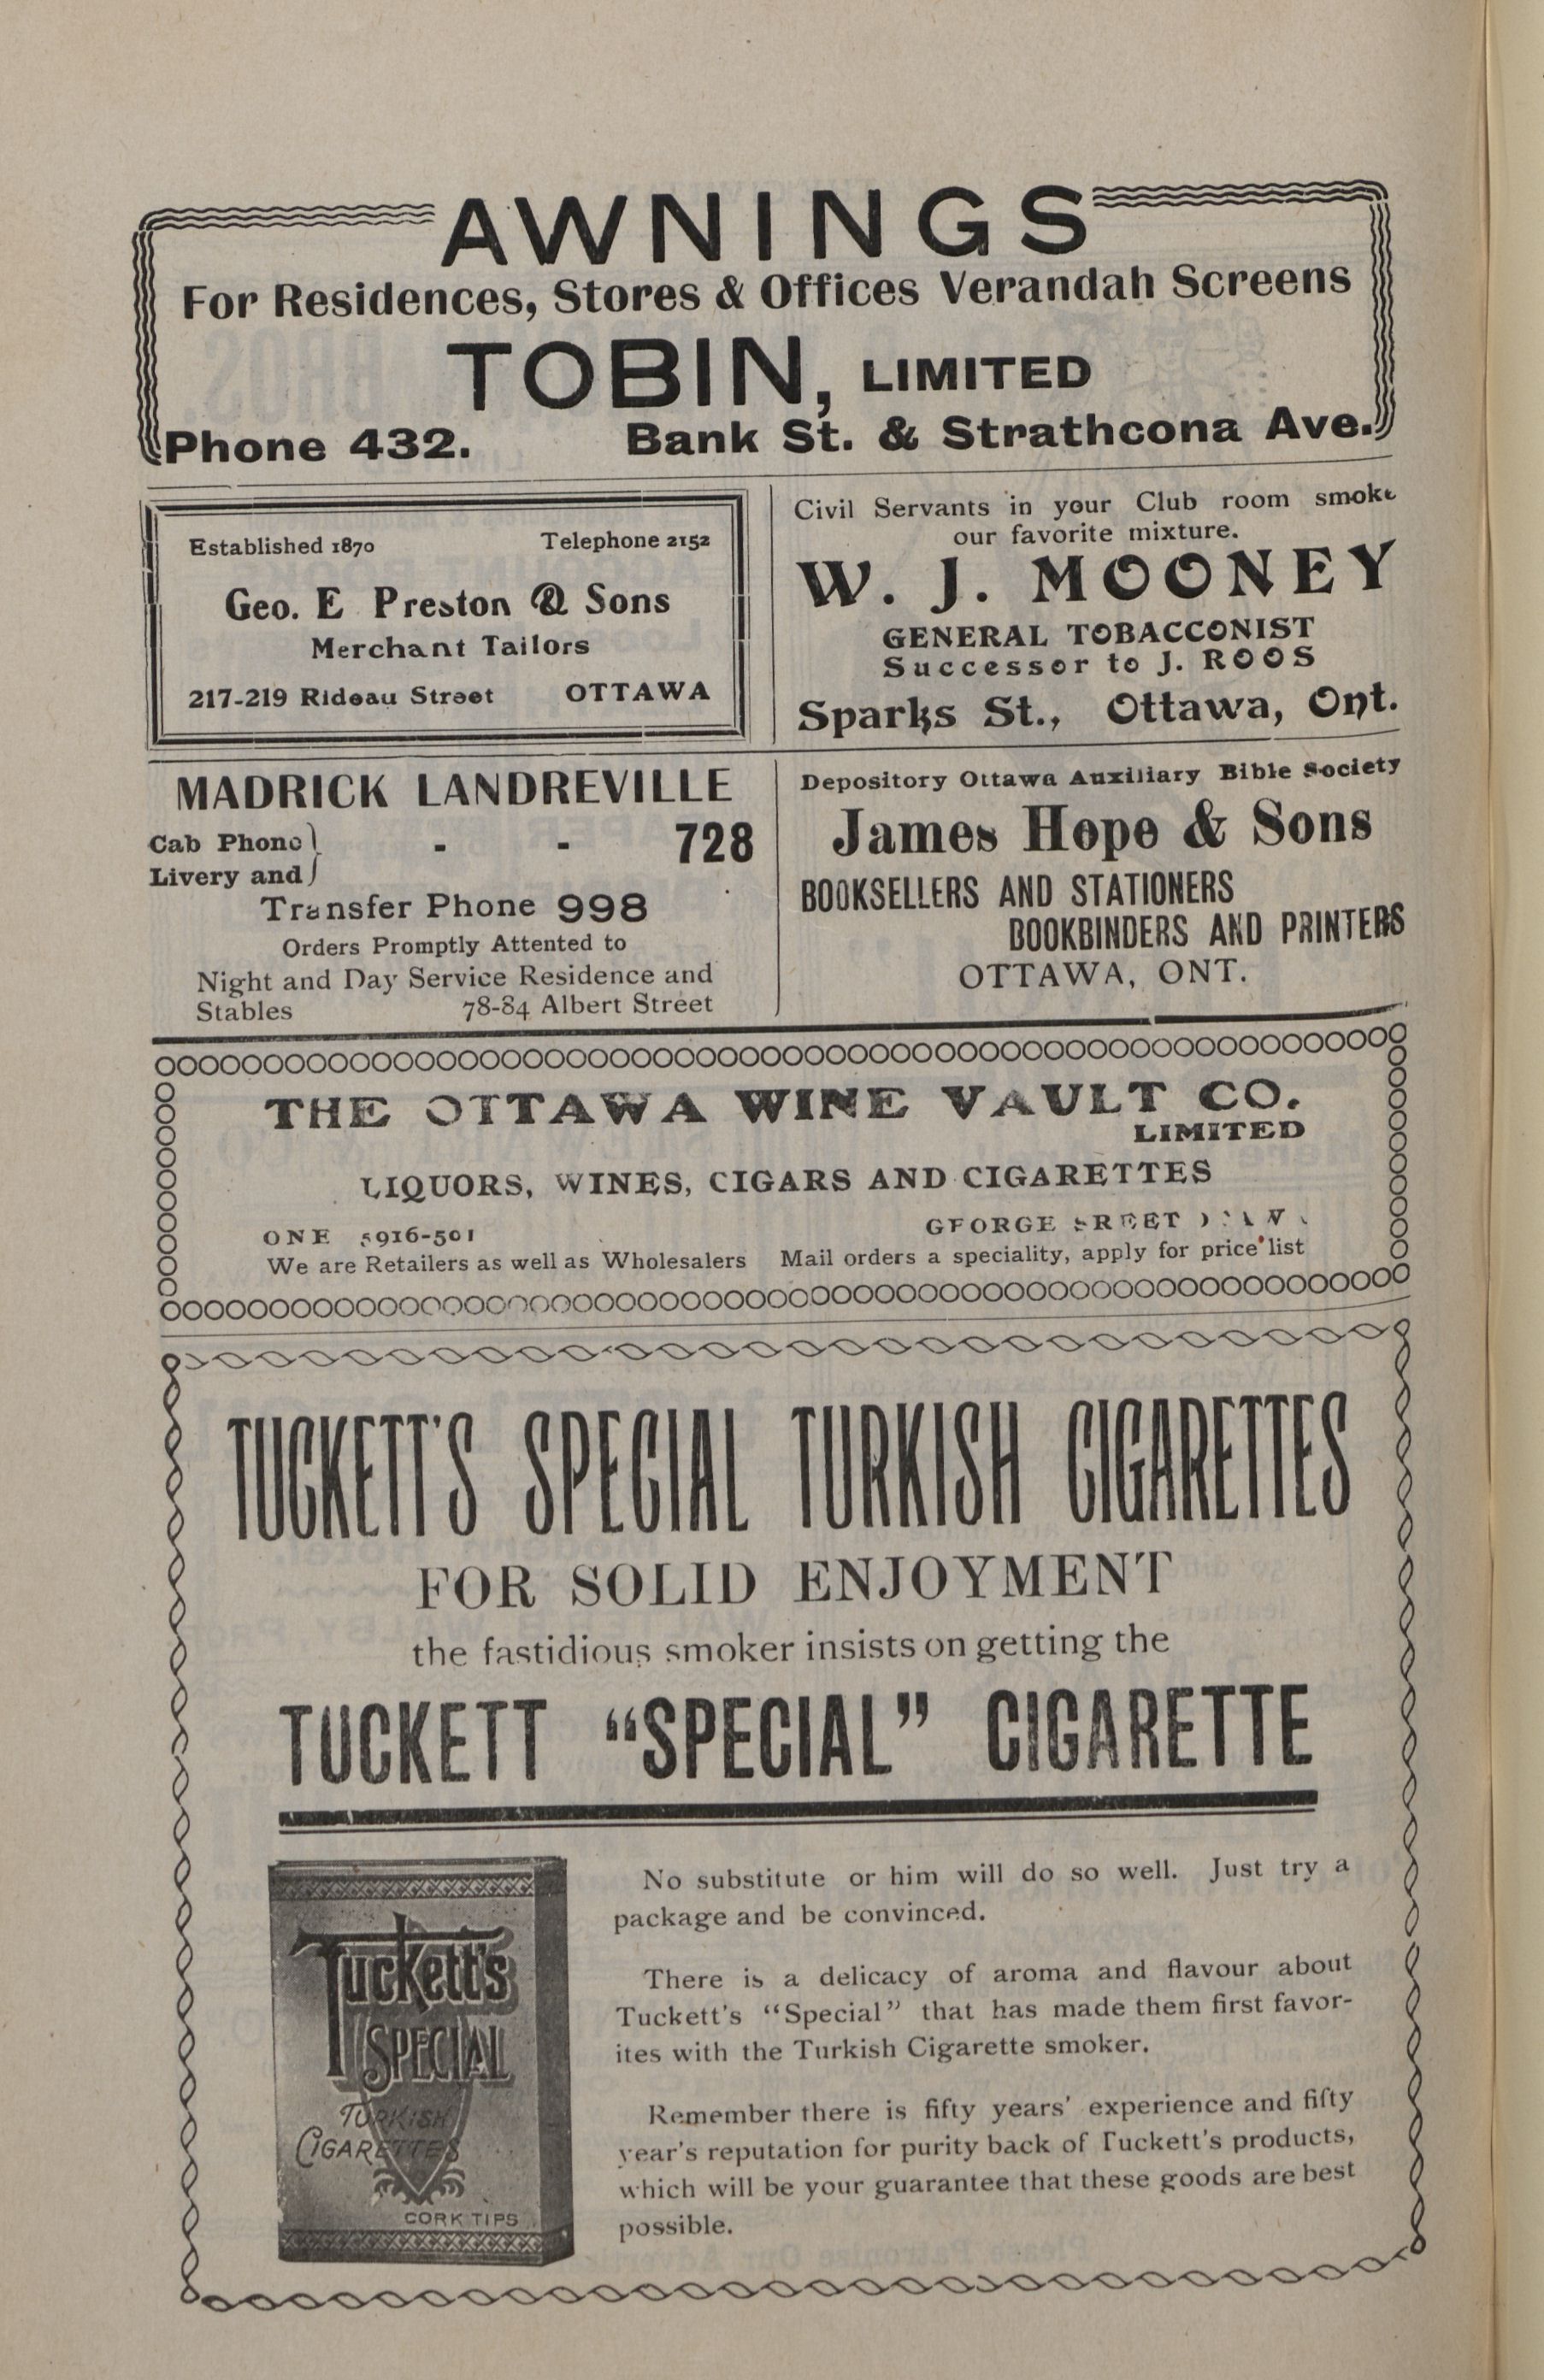 AWNINGS
For Residences, Stores & Offices Verandah Screens
TOBIN, LIMITED
Phone 432. Bank St. & Strathcona Ave.
Established 1870 Telephone 2152
Geo. E Preston & Sons
Merchant Tailors
217-219 Rideau Street OTTAWA
Civil Servants in your Club room smoke
our favorite mixture.
W. J. MOONEY
GENERAL TOBACCONIST
Successor to J. ROOS
Sparks St., Ottawa, Ont.
MADRICK LANDREVILLE
Cab Phone } - - 728
Livery and }
Transfer Phone 998
Orders Promptly Attented to
Night and Day Service Residence and
Stables 78-84 Albert Street
Depository Ottawa Auxiliary Bible Society
James Hope & Sons
BOOKSELLERS AND STATIONERS
BOOKBINDERS AND PRINTERS
OTTAWA, ONT.
THE OTTAWA WINE VAULT CO.
LIMITED
LIQUORS, WINES, CIGARS AND CIGARETTES
ONE 5916-501 GEORGE
We are Retailers as well as Wholesalers Mail orders a speciality, apply for price list
TUCKETT'S SPECIAL TURKISH CIGARETTES
FOR SOLID ENJOYMENT
the fastidious smoker insists on getting the
TUCKETT “SPECIAL” CIGARETTE
Tuckett's
SPECIAL
TURKISH
CIGARETTES
CORK TIPS
No substitute or him will do so well. Just try a
package and be convinced.
There is a delicacy of aroma and flavour about
Tuckett's “Special” that has made them first favor-
ites with the Turkish Cigarette smoker.
Remember there is fifty years' experience and fifty
year's reputation for purity back of Tuckett's products,
which will be your guarantee that these goods are best
possible.